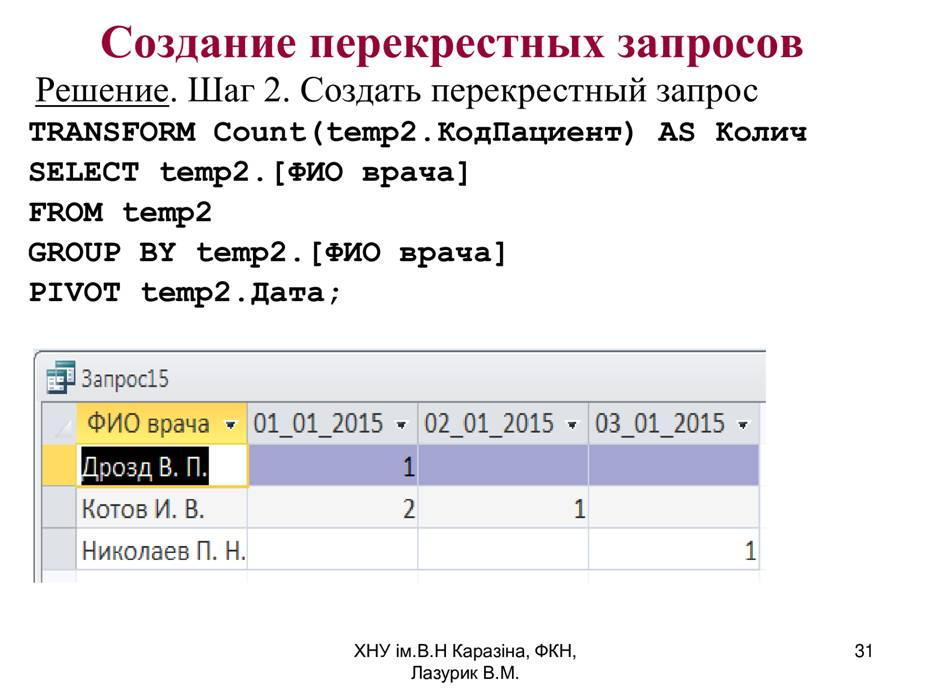 Создание перекрестных запросов
Решение. Шаг 2. Создать перекрестный запрос
TRANSFORM Count(temp2.КодПациент) AS Колич
SELECT temp2.[ФИО врача]
FROM temp2
GROUP BY temp2.[ФИО врача]
PIVOT temp2.Дата;
Запрос15
ФИО врача 01_01_2015 02_01_2015 03_01_2015
Дрозд В. П. 1
Котов И. В. 2 1
Николаев П. Н. 1
ХНУ ім.В.Н Каразіна, ФКН, 31
Лазурик В.М.